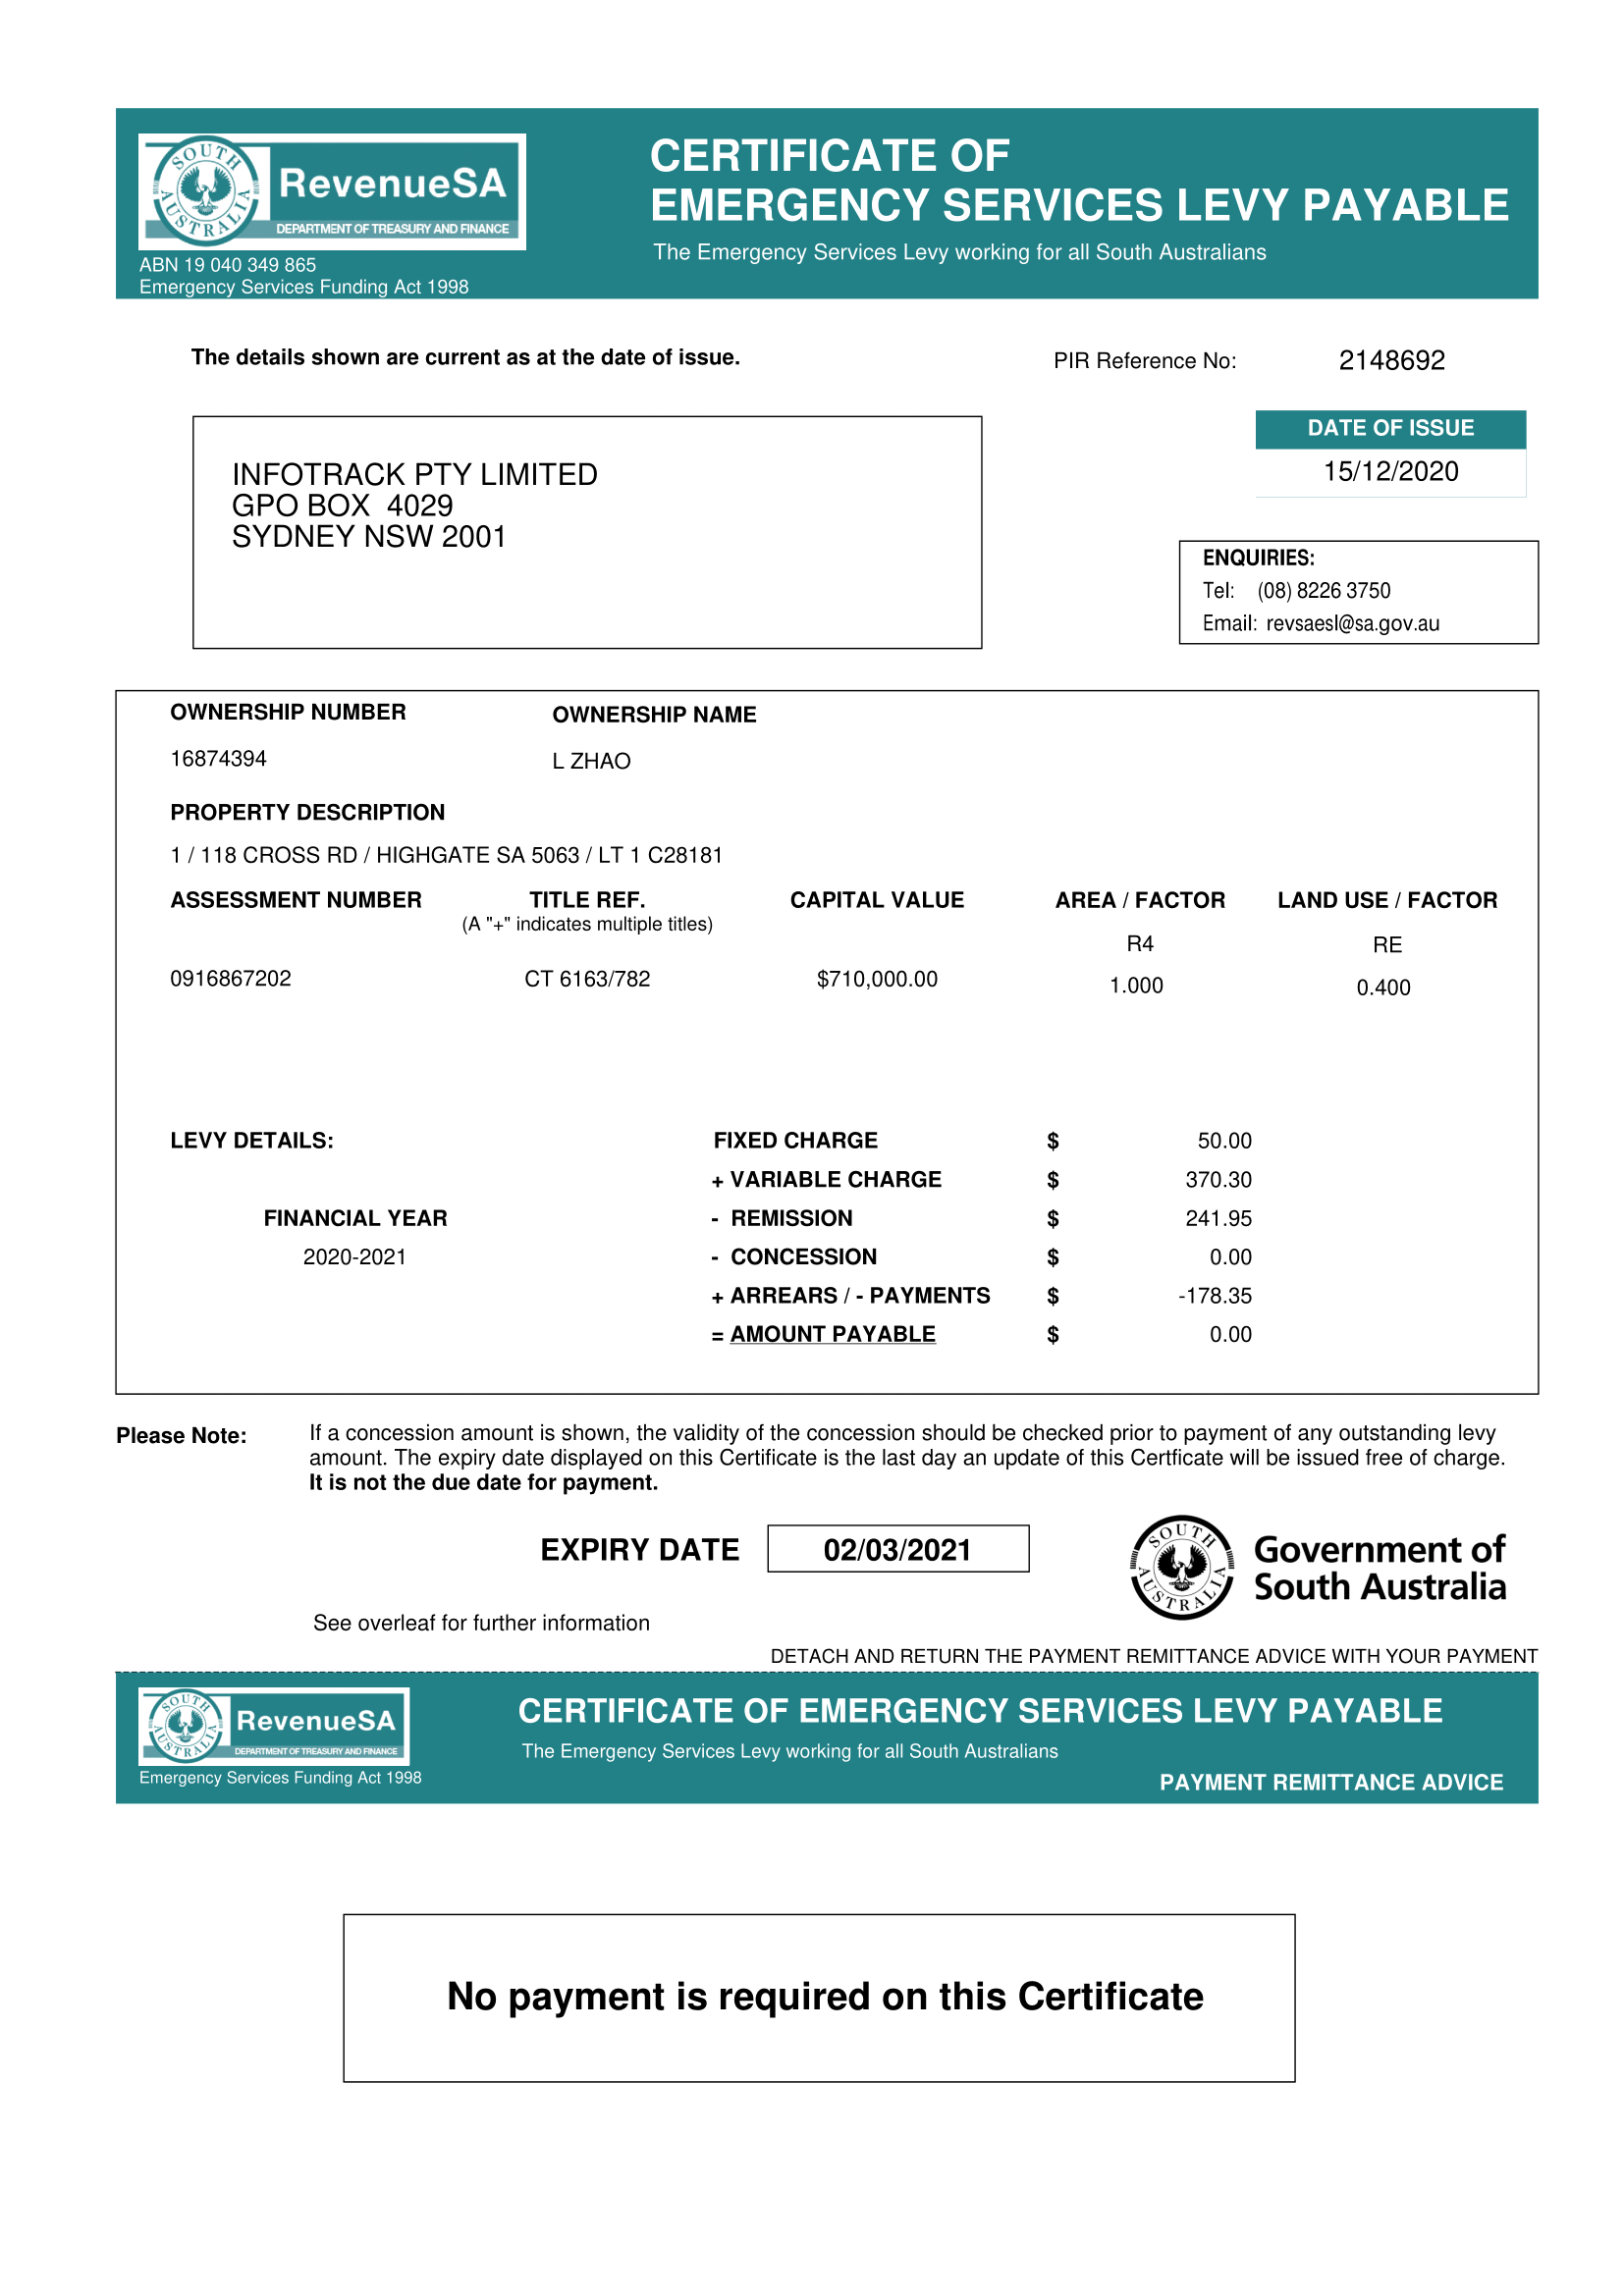 SOUTH AUSTRALIA
RevenueSA
DEPARTMENT OF TREASURY AND FINANCE
ABN 19 040 349 865
Emergency Services Funding Act 1998
CERTIFICATE OF
EMERGENCY SERVICES LEVY PAYABLE
The Emergency Services Levy working for all South Australians
The details shown are current as at the date of issue.
PIR Reference No: 2148692
DATE OF ISSUE
15/12/2020
INFOTRACK PTY LIMITED
GPO BOX 4029
SYDNEY NSW 2001
ENQUIRIES:
Tel: (08) 8226 3750
Email: revsaesl@sa.gov.au
OWNERSHIP NUMBER OWNERSHIP NAME
16874394 L ZHAO
PROPERTY DESCRIPTION
1 / 118 CROSS RD / HIGHGATE SA 5063 / LT 1 C28181
ASSESSMENT NUMBER TITLE REF. CAPITAL VALUE AREA / FACTOR LAND USE / FACTOR
(A "+" indicates multiple titles)
R4 RE
0916867202 CT 6163/782 $710,000.00 1.000 0.400
LEVY DETAILS: FIXED CHARGE $ 50.00
+ VARIABLE CHARGE $ 370.30
FINANCIAL YEAR - REMISSION $ 241.95
2020-2021 - CONCESSION $ 0.00
+ ARREARS / - PAYMENTS $ -178.35
= AMOUNT PAYABLE $ 0.00
Please Note: If a concession amount is shown, the validity of the concession should be checked prior to payment of any outstanding levy
amount. The expiry date displayed on this Certificate is the last day an update of this Certficate will be issued free of charge.
It is not the due date for payment.
EXPIRY DATE 02/03/2021
SOUTH AUSTRALIA
Government of
South Australia
See overleaf for further information
DETACH AND RETURN THE PAYMENT REMITTANCE ADVICE WITH YOUR PAYMENT
SOUTH AUSTRALIA
RevenueSA
DEPARTMENT OF TREASURY AND FINANCE
Emergency Services Funding Act 1998
CERTIFICATE OF EMERGENCY SERVICES LEVY PAYABLE
The Emergency Services Levy working for all South Australians
PAYMENT REMITTANCE ADVICE
No payment is required on this Certificate